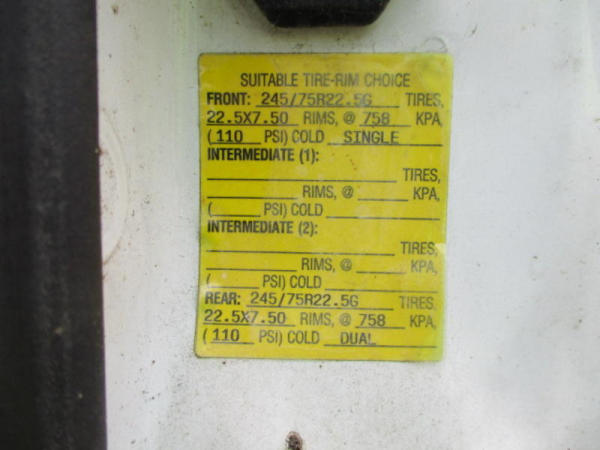 SUITABLE TIRE-RIM CHOICE
FRONT: 245/75R22.5G TIRES,
22.5X7.50 RIMS, @ 758 KPA,
(110 PSI) COLD SINGLE
INTERMEDIATE (1):
TIRES,
RIMS, @ KPA,
( PSI) COLD
INTERMEDIATE (2):
TIRES,
RIMS, @ KPA,
( PSI) COLD
REAR: 245/75R22.5G TIRES,
22.5X7.50 RIMS, @ 758 KPA,
(110 PSI) COLD DUAL